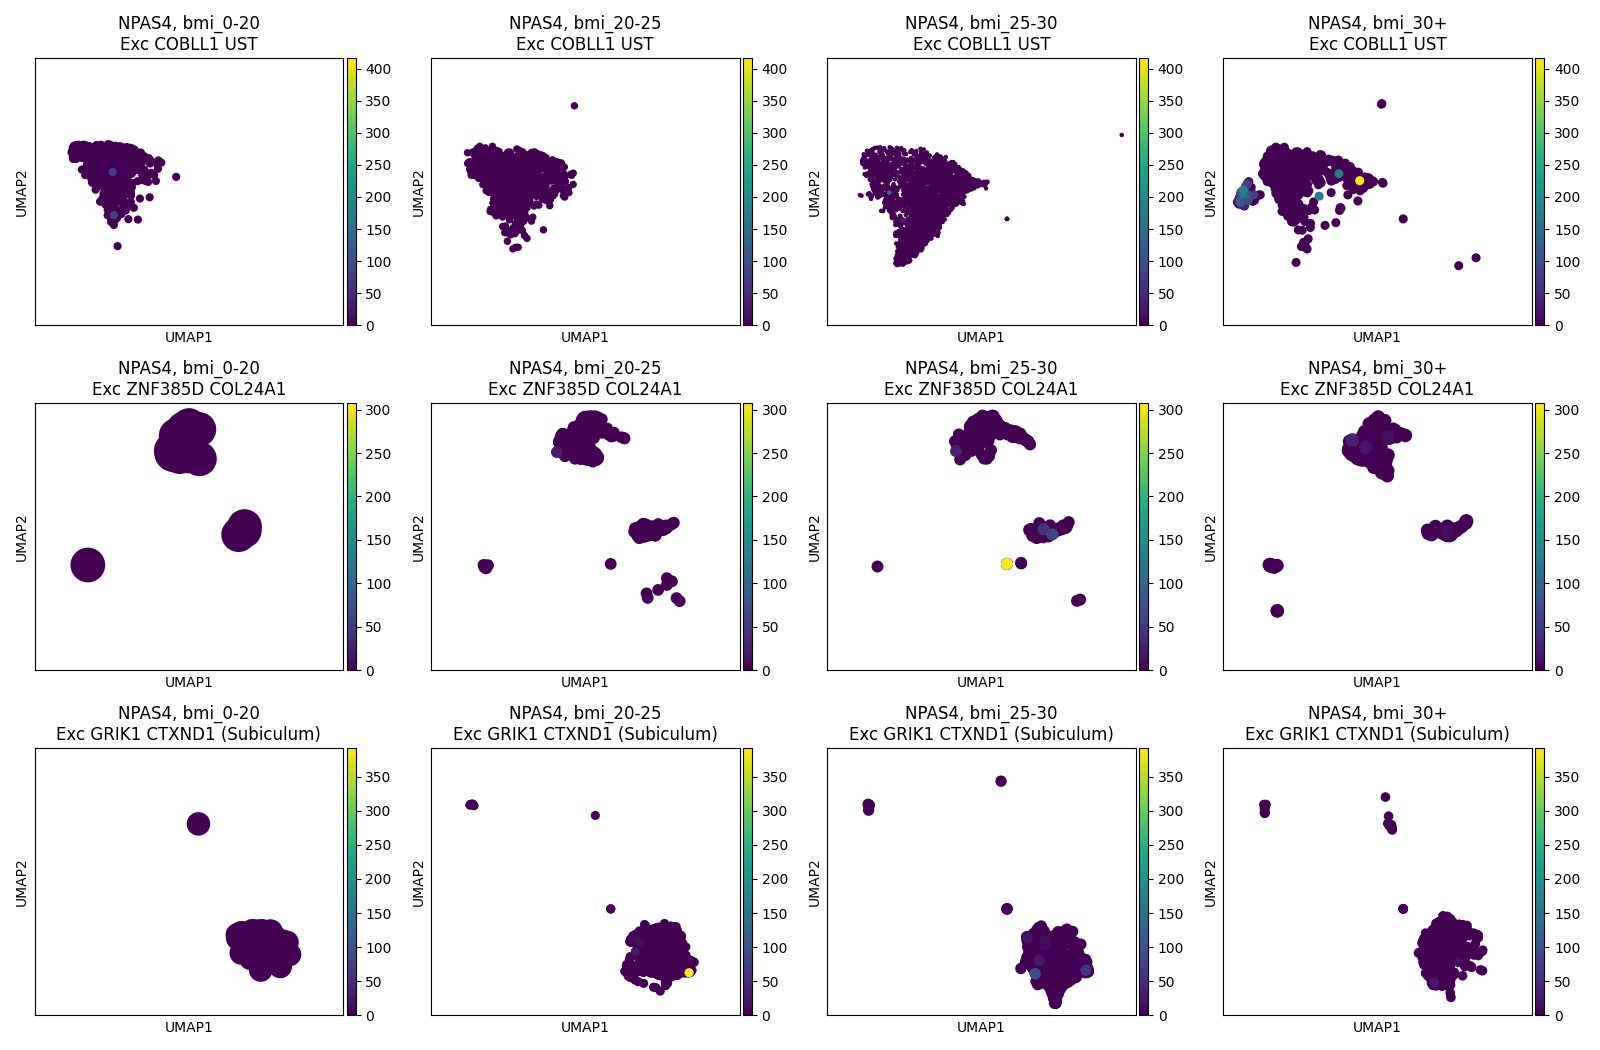 NPAS4, bmi_0-20
Exc COBLL1 UST
NPAS4, bmi_20-25
Exc COBLL1 UST
NPAS4, bmi_25-30
Exc COBLL1 UST
NPAS4, bmi_30+
Exc COBLL1 UST
UMAP2
UMAP1
400
350
300
250
200
150
100
50
0
UMAP2
UMAP1
400
350
300
250
200
150
100
50
0
UMAP2
UMAP1
400
350
300
250
200
150
100
50
0
UMAP2
UMAP1
400
350
300
250
200
150
100
50
0
NPAS4, bmi_0-20
Exc ZNF385D COL24A1
NPAS4, bmi_20-25
Exc ZNF385D COL24A1
NPAS4, bmi_25-30
Exc ZNF385D COL24A1
NPAS4, bmi_30+
Exc ZNF385D COL24A1
UMAP2
UMAP1
300
250
200
150
100
50
0
UMAP2
UMAP1
300
250
200
150
100
50
0
UMAP2
UMAP1
300
250
200
150
100
50
0
UMAP2
UMAP1
300
250
200
150
100
50
0
NPAS4, bmi_0-20
Exc GRIK1 CTXND1 (Subiculum)
NPAS4, bmi_20-25
Exc GRIK1 CTXND1 (Subiculum)
NPAS4, bmi_25-30
Exc GRIK1 CTXND1 (Subiculum)
NPAS4, bmi_30+
Exc GRIK1 CTXND1 (Subiculum)
UMAP2
UMAP1
350
300
250
200
150
100
50
0
UMAP2
UMAP1
350
300
250
200
150
100
50
0
UMAP2
UMAP1
350
300
250
200
150
100
50
0
UMAP2
UMAP1
350
300
250
200
150
100
50
0